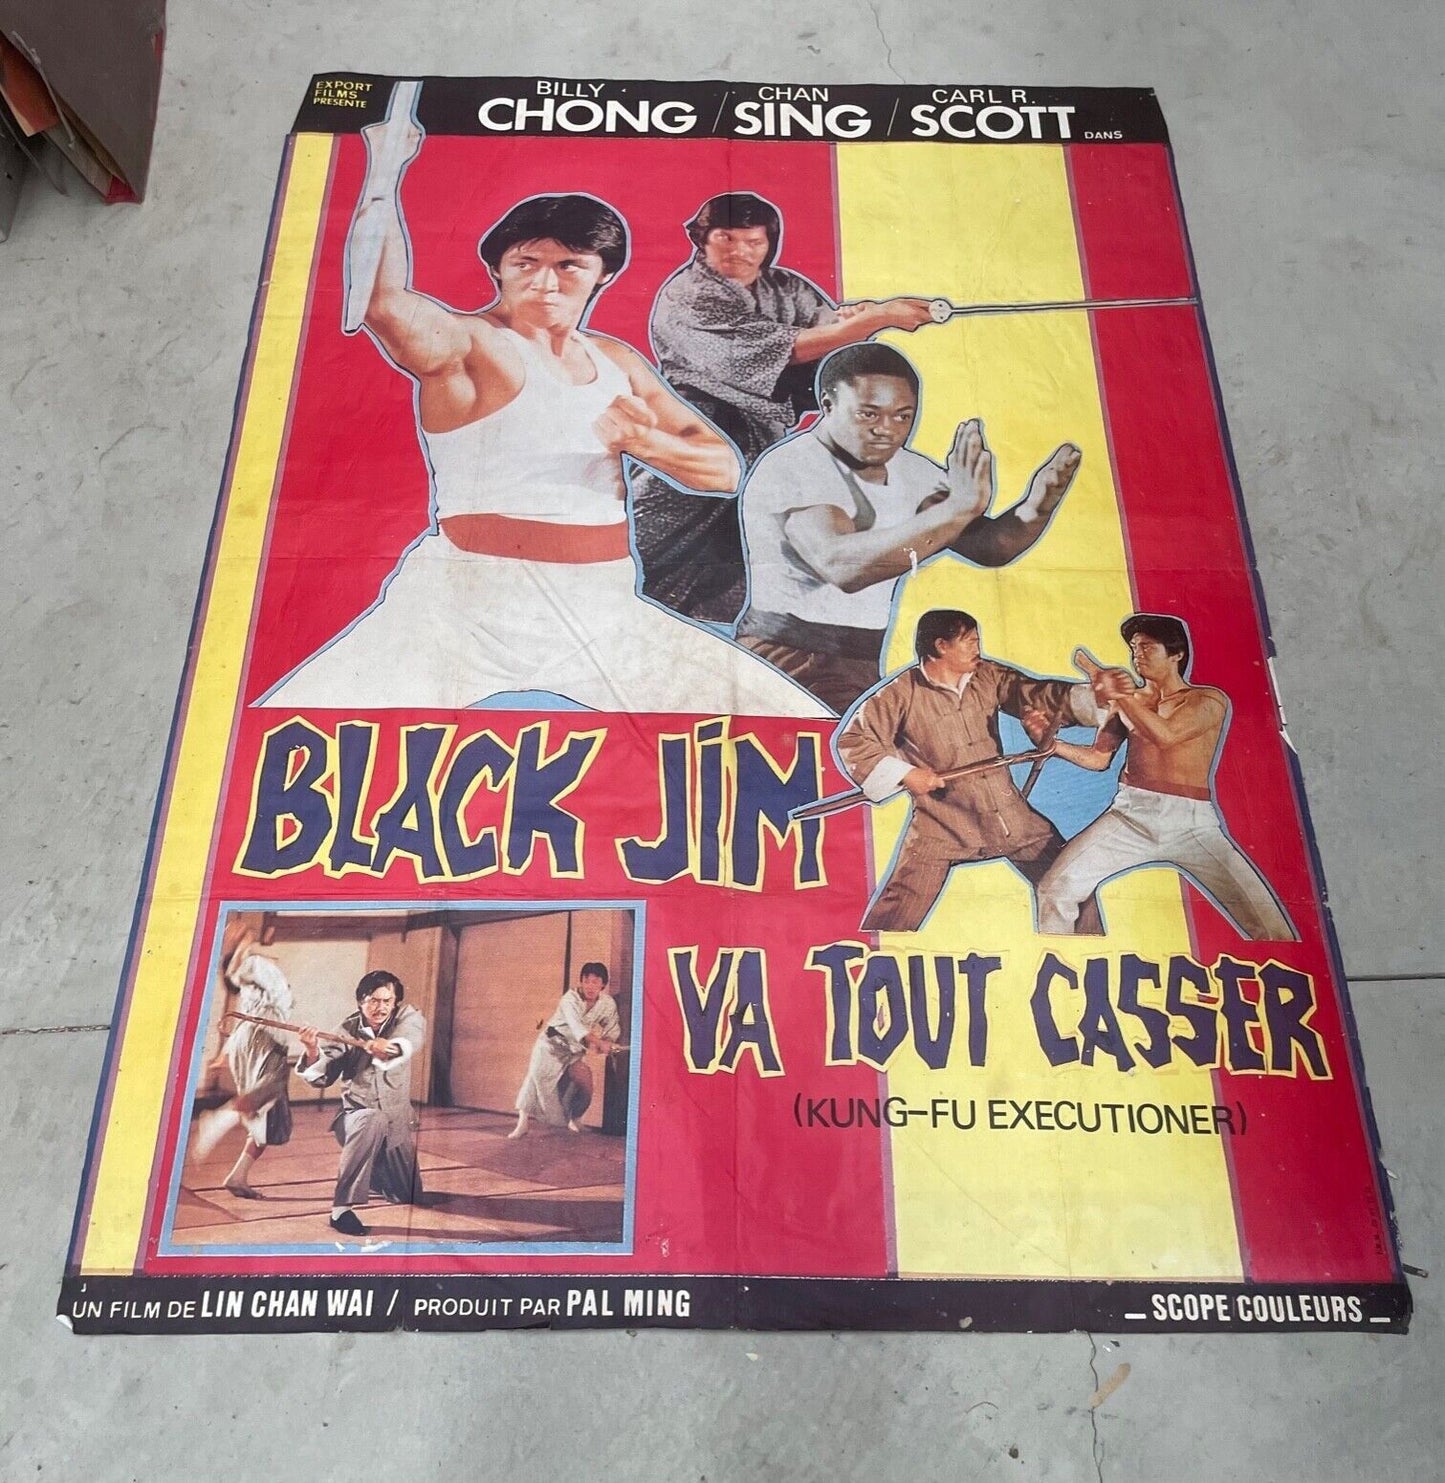 EXPORT
FILMS
PRESENTE
BILLY CHONG / CHAN SING / CARL R. SCOTT DANS
BLACK JiM
VA TOUT CASSER
(KUNG-FU EXECUTIONER)
UN FILM DE LIN CHAN WAI / PRODUIT PAR PAL MING
_ SCOPE COULEURS _